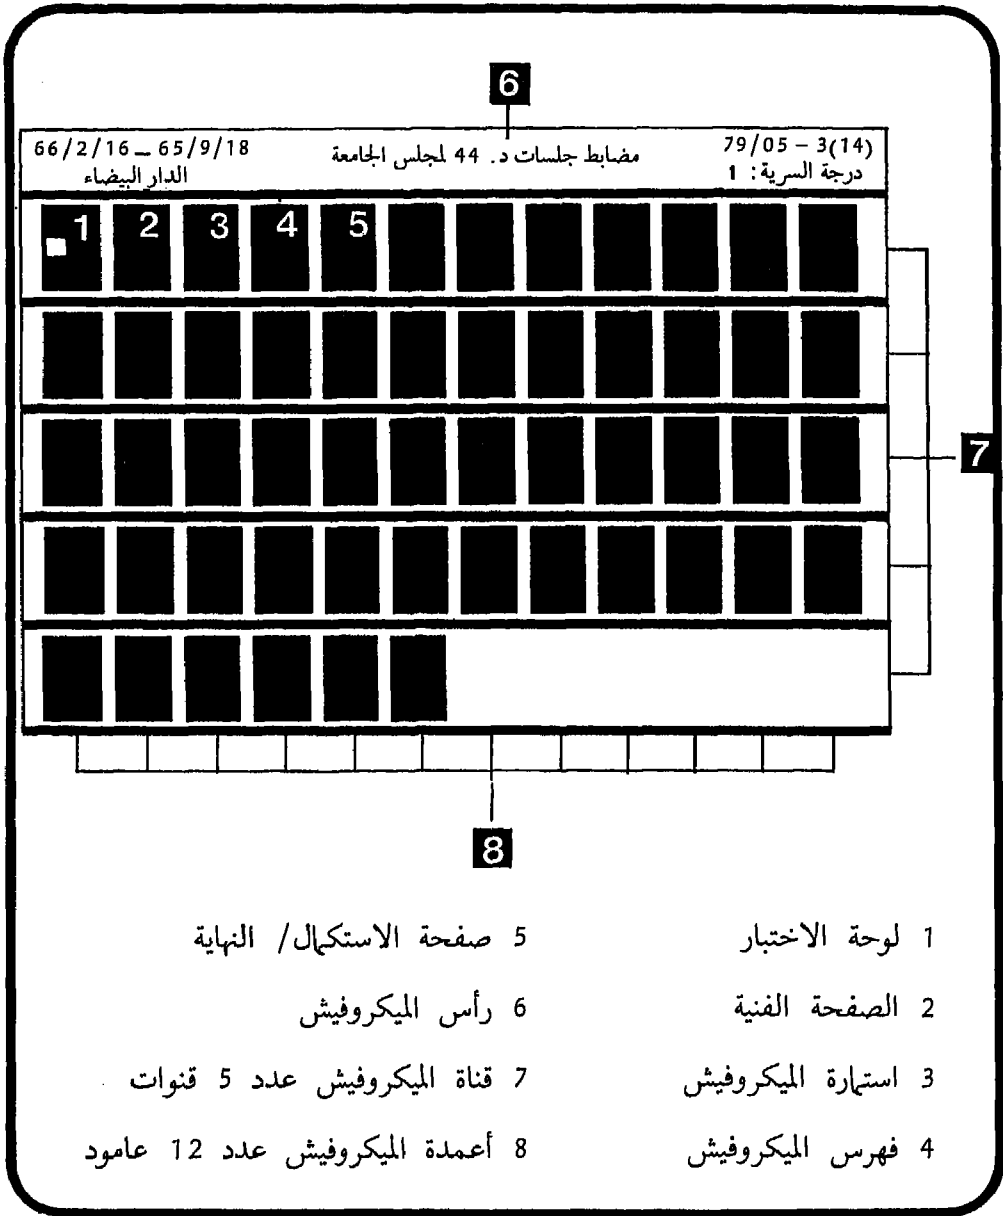 6
79/05 – 3(14) مضابط جلسات د. 44 لمجلس الجامعة 66/2/16 – 65/9/18
درجة السرية: 1 الدار البيضاء
1 2 3 4 5
7
8
1 لوحة الاختبار 5 صفحة الاستكمال/ النهاية
2 الصفحة الفنية 6 رأس الميكروفيش
3 استمارة الميكروفيش 7 قناة الميكروفيش عدد 5 قنوات
4 فهرس الميكروفيش 8 أعمدة الميكروفيش عدد 12 عامود